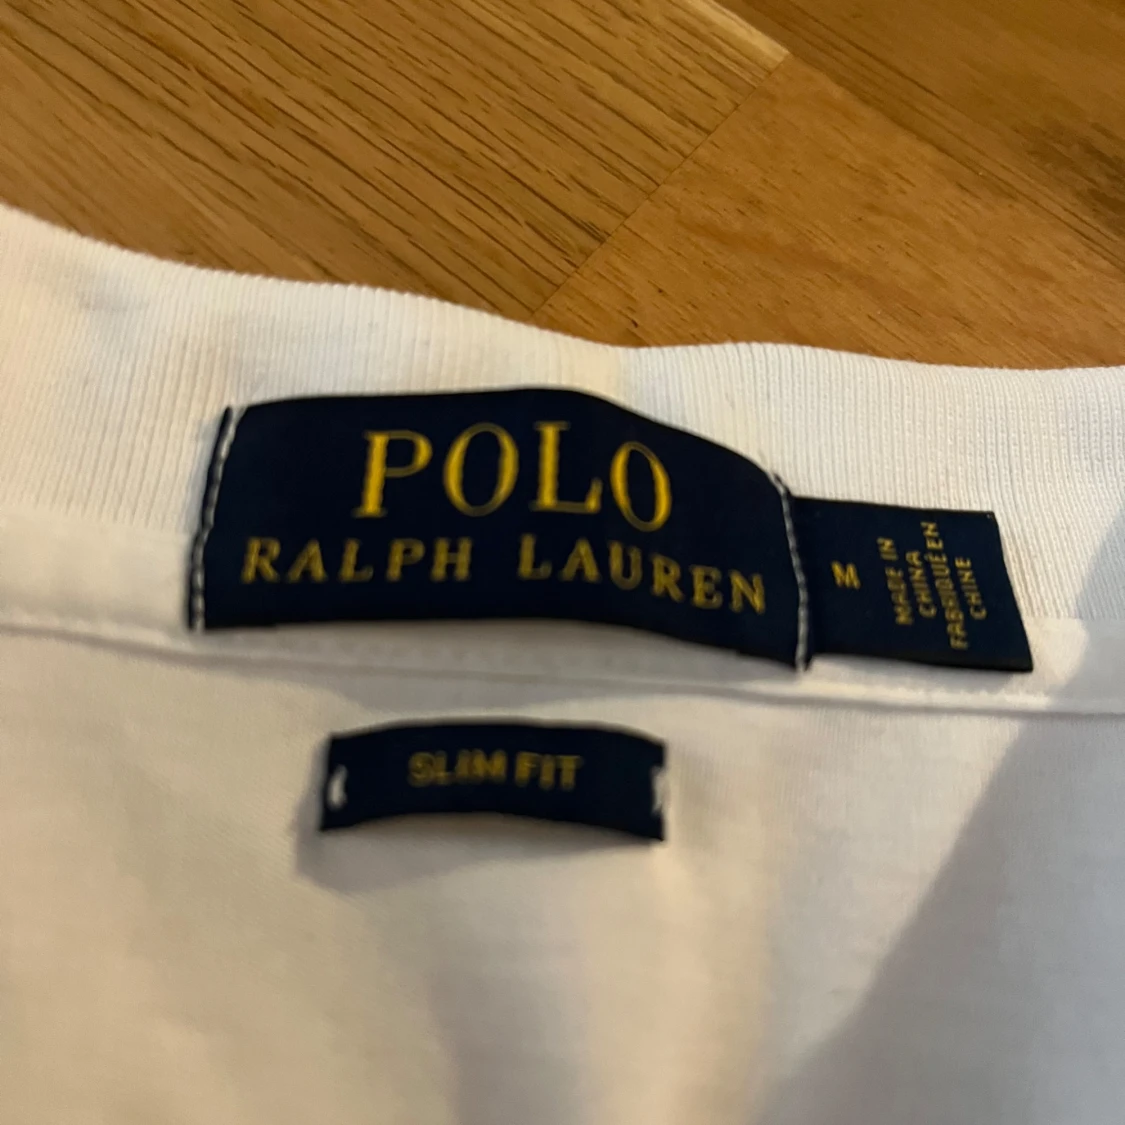 POLO
RALPH LAUREN
M
MADE IN
CHINA
FABRIQUÉ EN
CHINE
SLIM FIT